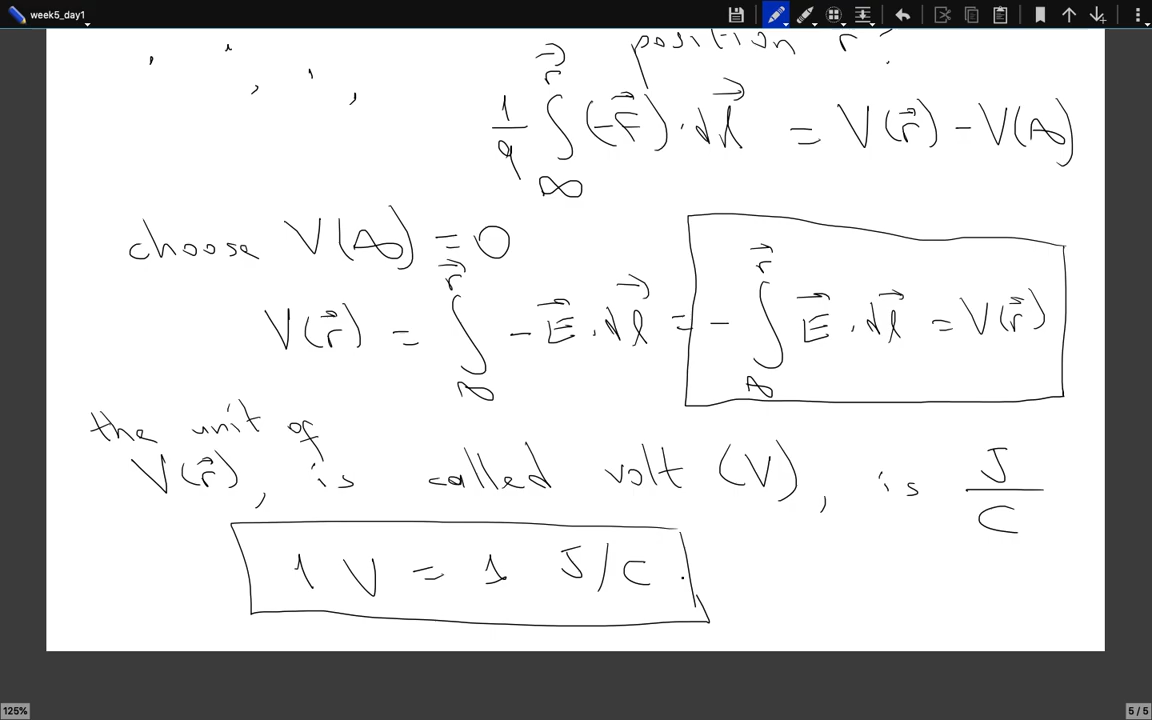 week5_day1
position r?
1/q ∫_∞^r⃗ (-F⃗)·dl⃗ = V(r⃗) - V(∞)
choose V(∞) = 0
V(r⃗) = ∫_∞^r⃗ -E⃗·dl⃗ = -∫_∞^r⃗ E⃗·dl⃗ = V(r⃗)
the unit of
V(r⃗), is called volt (V), is J/C
1 V = 1 J/C.
125%
5 / 5